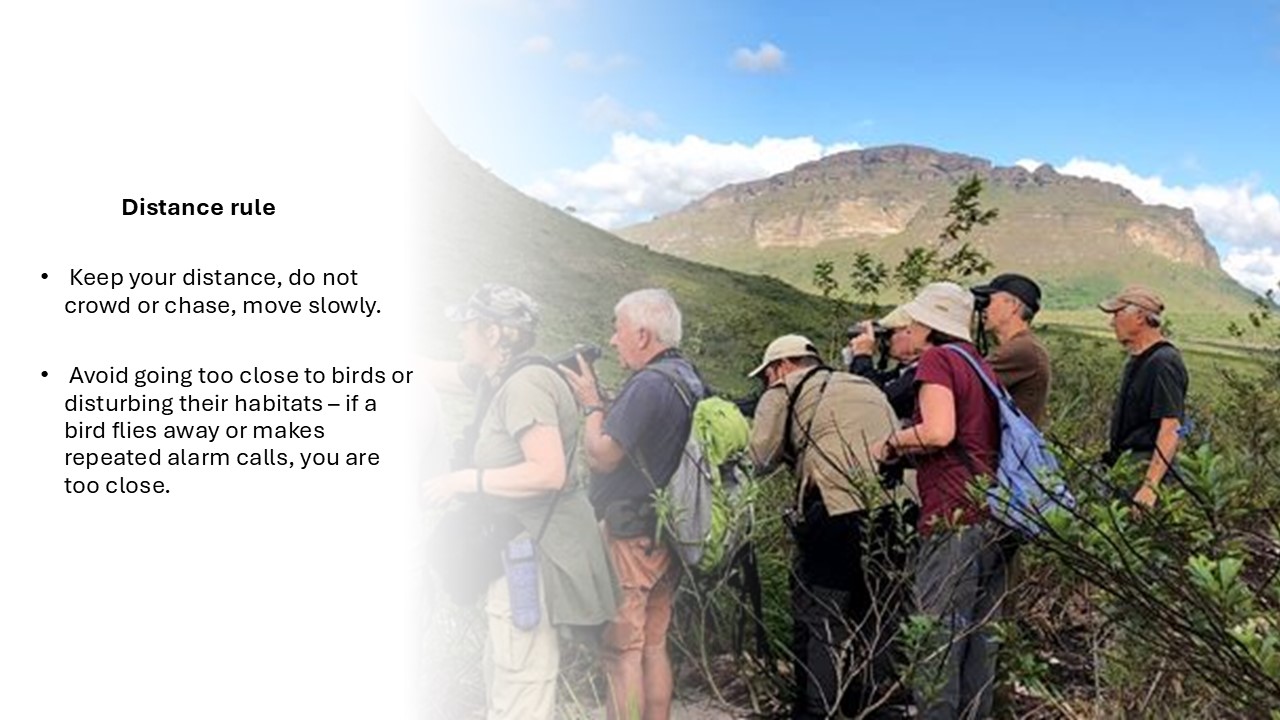 Distance rule
• Keep your distance, do not
crowd or chase, move slowly.
• Avoid going too close to birds or
disturbing their habitats – if a
bird flies away or makes
repeated alarm calls, you are
too close.